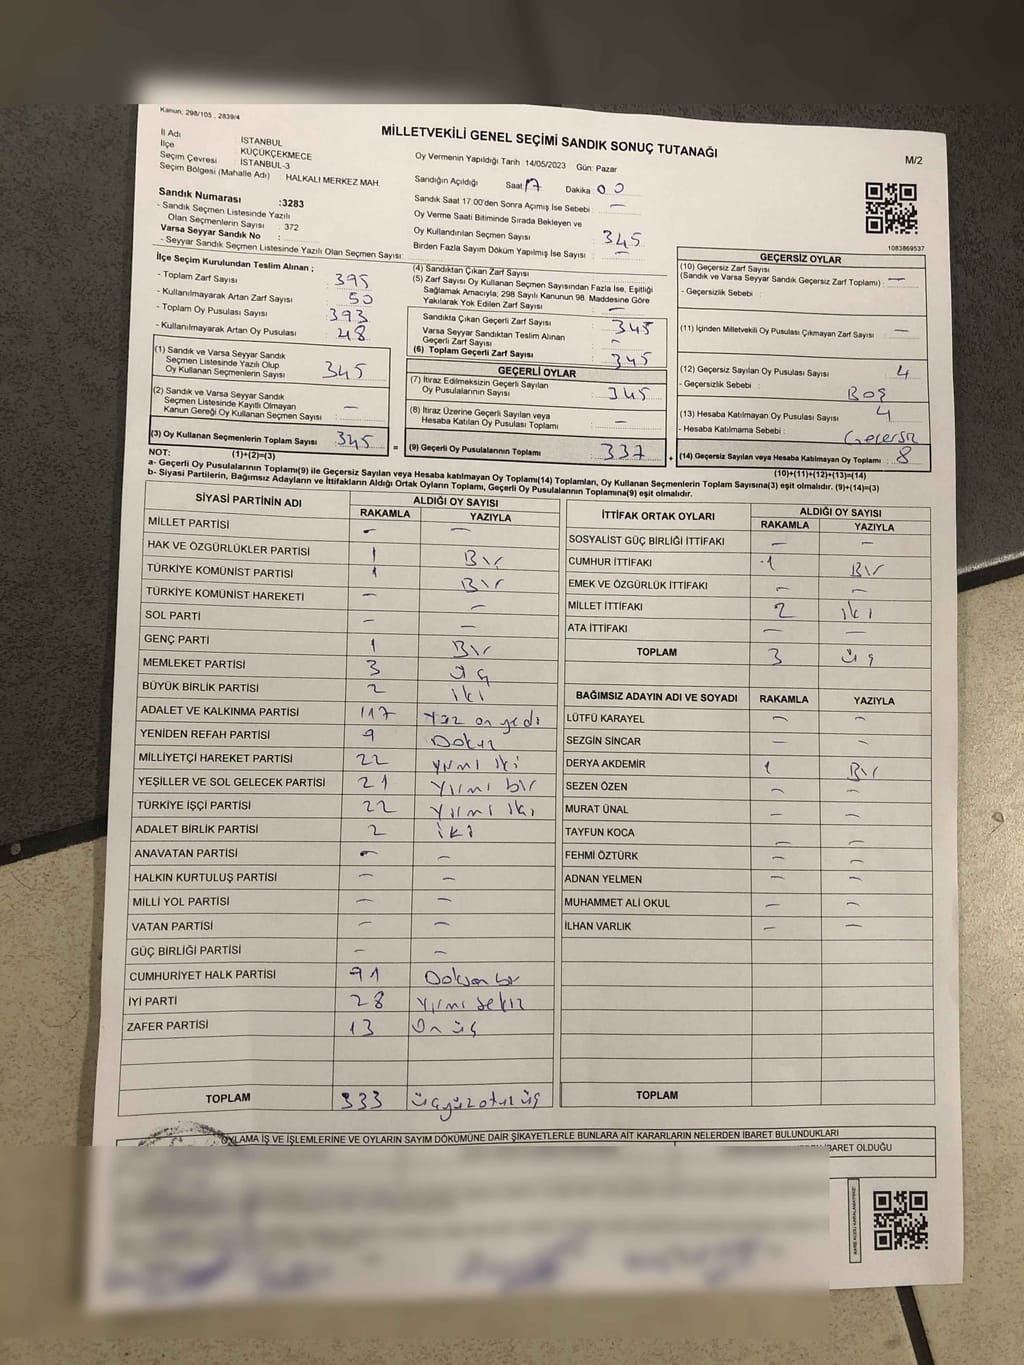 Kanun: 298/105 , 2839/4
MİLLETVEKİLİ GENEL SEÇİMİ SANDIK SONUÇ TUTANAĞI
M/2
İl Adı İSTANBUL
İlçe KÜÇÜKÇEKMECE
Seçim Çevresi İSTANBUL-3
Seçim Bölgesi (Mahalle Adı) HALKALI MERKEZ MAH.
Oy Vermenin Yapıldığı Tarih :14/05/2023 Gün: Pazar
Sandığın Açıldığı Saat 17 Dakika 00
Sandık Saat 17:00'den Sonra Açımış İse Sebebi : –
Oy Verme Saati Bitiminde Sırada Bekleyen ve
Oy Kullandırılan Seçmen Sayısı : 345
Birden Fazla Sayım Döküm Yapılmış İse Sayısı : –
1083869537
Sandık Numarası :3283
- Sandık Seçmen Listesinde Yazılı
Olan Seçmenlerin Sayısı : 372
Varsa Seyyar Sandık No :
- Seyyar Sandık Seçmen Listesinde Yazılı Olan Seçmen Sayısı:
İlçe Seçim Kurulundan Teslim Alınan ;
- Toplam Zarf Sayısı : 395
- Kullanılmayarak Artan Zarf Sayısı : 50
- Toplam Oy Pusulası Sayısı : 393
- Kullanılmayarak Artan Oy Pusulası : 48
(1) Sandık ve Varsa Seyyar Sandık
Seçmen Listesinde Yazılı Olup
Oy Kullanan Seçmenlerin Sayısı : 345
(2) Sandık ve Varsa Seyyar Sandık
Seçmen Listesinde Kayıtlı Olmayan
Kanun Gereği Oy Kullanan Seçmen Sayısı : –
(3) Oy Kullanan Seçmenlerin Toplam Sayısı : 345
(1)+(2)=(3)
(4) Sandıktan Çıkan Zarf Sayısı :
(5) Zarf Sayısı Oy Kullanan Seçmen Sayısından Fazla İse, Eşitliği
Sağlamak Amacıyla; 298 Sayılı Kanunun 98. Maddesine Göre
Yakılarak Yok Edilen Zarf Sayısı : –
Sandıkta Çıkan Geçerli Zarf Sayısı : 345
Varsa Seyyar Sandıktan Teslim Alınan
Geçerli Zarf Sayısı : –
(6) Toplam Geçerli Zarf Sayısı : 345
GEÇERLİ OYLAR
(7) İtiraz Edilmeksizin Geçerli Sayılan
Oy Pusulalarının Sayısı : 345
(8) İtiraz Üzerine Geçerli Sayılan veya
Hesaba Katılan Oy Pusulası Toplamı : –
= (9) Geçerli Oy Pusulalarının Toplamı : 337 +
GEÇERSİZ OYLAR
(10) Geçersiz Zarf Sayısı
(Sandık ve Varsa Seyyar Sandık Geçersiz Zarf Toplamı) : –
- Geçersizlik Sebebi :
(11) İçinden Milletvekili Oy Pusulası Çıkmayan Zarf Sayısı : –
(12) Geçersiz Sayılan Oy Pusulası Sayısı : 4
- Geçersizlik Sebebi : Boş
(13) Hesaba Katılmayan Oy Pusulası Sayısı : 4
- Hesaba Katılmama Sebebi : Geçersiz
(14) Geçersiz Sayılan veya Hesaba Katılmayan Oy Toplamı : 8
(10)+(11)+(12)+(13)=(14)
NOT:
a- Geçerli Oy Pusulalarının Toplamı(9) ile Geçersiz Sayılan veya Hesaba katılmayan Oy Toplamı(14) Toplamları, Oy Kullanan Seçmenlerin Toplam Sayısına(3) eşit olmalıdır. (9)+(14)=(3)
b- Siyasi Partilerin, Bağımsız Adayların ve İttifakların Aldığı Ortak Oyların Toplamı, Geçerli Oy Pusulalarının Toplamına(9) eşit olmalıdır.
SİYASİ PARTİNİN ADI ALDIĞI OY SAYISI
RAKAMLA YAZIYLA
MİLLET PARTİSİ – –
HAK VE ÖZGÜRLÜKLER PARTİSİ 1 Bir
TÜRKİYE KOMÜNİST PARTİSİ 1 Bir
TÜRKİYE KOMÜNİST HAREKETİ – –
SOL PARTİ – –
GENÇ PARTİ 1 Bir
MEMLEKET PARTİSİ 3 üç
BÜYÜK BİRLİK PARTİSİ 2 iki
ADALET VE KALKINMA PARTİSİ 117 Yüz on yedi
YENİDEN REFAH PARTİSİ 9 Dokuz
MİLLİYETÇİ HAREKET PARTİSİ 22 Yirmi iki
YEŞİLLER VE SOL GELECEK PARTİSİ 21 Yirmi bir
TÜRKİYE İŞÇİ PARTİSİ 22 Yirmi iki
ADALET BİRLİK PARTİSİ 2 iki
ANAVATAN PARTİSİ – –
HALKIN KURTULUŞ PARTİSİ – –
MİLLİ YOL PARTİSİ – –
VATAN PARTİSİ – –
GÜÇ BİRLİĞİ PARTİSİ – –
CUMHURİYET HALK PARTİSİ 91 Doksan bir
İYİ PARTİ 28 Yirmi sekiz
ZAFER PARTİSİ 13 On üç
TOPLAM 333 üçyüzotuz üç
İTTİFAK ORTAK OYLARI ALDIĞI OY SAYISI
RAKAMLA YAZIYLA
SOSYALİST GÜÇ BİRLİĞİ İTTİFAKI – –
CUMHUR İTTİFAKI 1 Bir
EMEK VE ÖZGÜRLÜK İTTİFAKI – –
MİLLET İTTİFAKI 2 iki
ATA İTTİFAKI – –
TOPLAM 3 üç
BAĞIMSIZ ADAYIN ADI VE SOYADI RAKAMLA YAZIYLA
LÜTFÜ KARAYEL – –
SEZGİN SİNCAR – –
DERYA AKDEMİR 1 Bir
SEZEN ÖZEN – –
MURAT ÜNAL – –
TAYFUN KOCA – –
FEHMİ ÖZTÜRK – –
ADNAN YELMEN – –
MUHAMMET ALİ OKUL – –
İLHAN VARLIK – –
TOPLAM
OYLAMA İŞ VE İŞLEMLERİNE VE OYLARIN SAYIM DÖKÜMÜNE DAİR ŞİKAYETLERLE BUNLARA AİT KARARLARIN NELERDEN İBARET BULUNDUKLARI
İBARET OLDUĞU